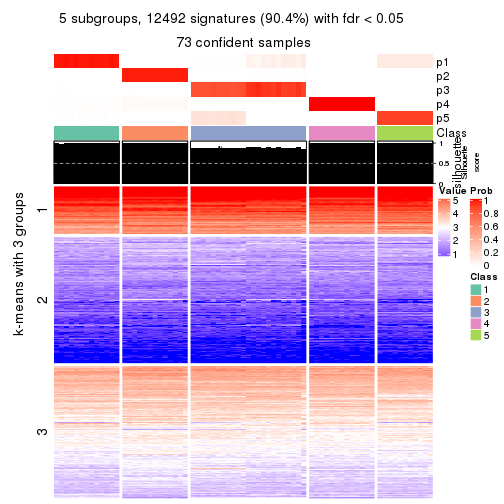 5 subgroups, 12492 signatures (90.4%) with fdr < 0.05
73 confident samples
p1
p2
p3
p4
p5
Class
1
0.5
0
silhouette
Silhouette
score
k-means with 3 groups
1
2
3
Value
5
4
3
2
1
Prob
1
0.8
0.6
0.4
0.2
0
Class
1
2
3
4
5